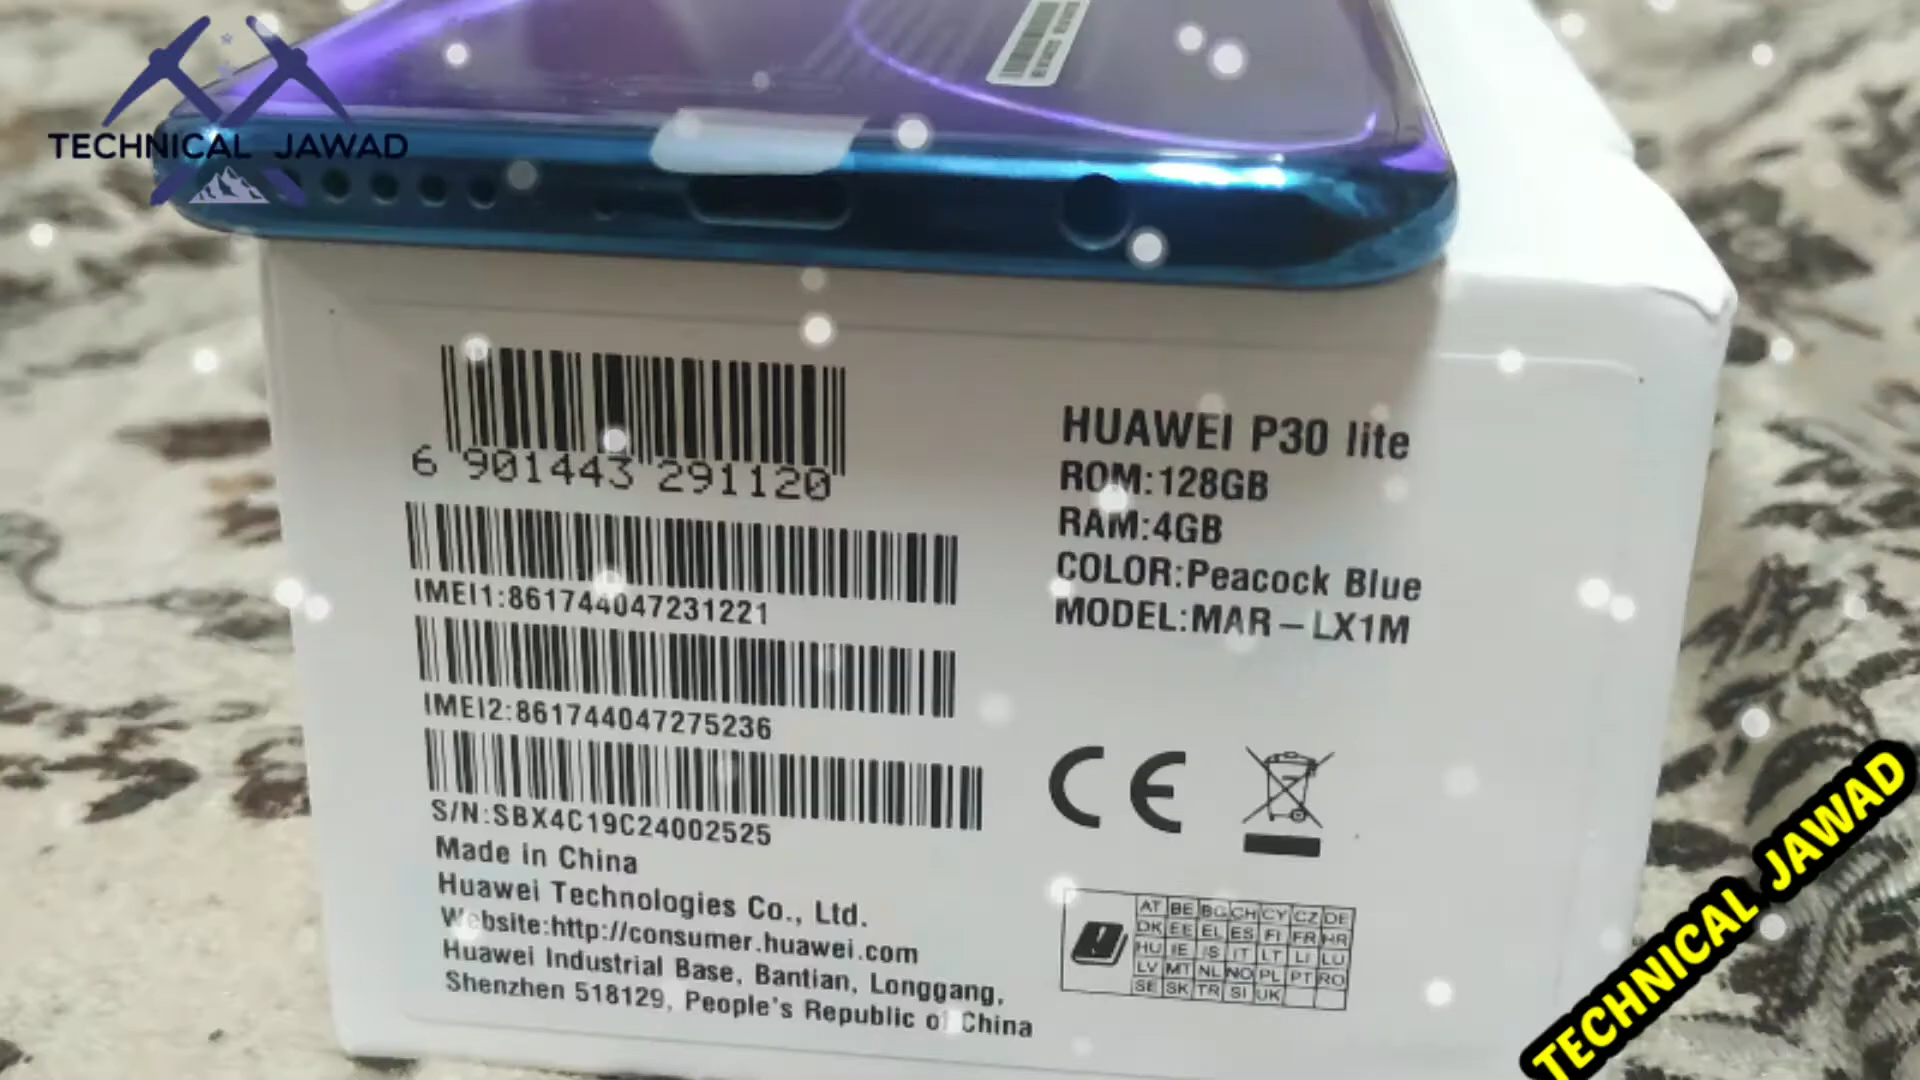 TECHNICAL JAWAD
6 901443 291120
IMEI1:861744047231221
IMEI2:861744047275236
S/N:SBX4C19C24002525
Made in China
Huawei Technologies Co., Ltd.
Website:http://consumer.huawei.com
Huawei Industrial Base, Bantian, Longgang,
Shenzhen 518129, People's Republic of China
HUAWEI P30 lite
ROM:128GB
RAM:4GB
COLOR:Peacock Blue
MODEL:MAR-LX1M
CE
AT BE BG CH CY CZ DE
DK EE EL ES FI FR HR
HU IE IS IT LT LI LU
LV MT NL NO PL PT RO
SE SK TR SI UK
TECHNICAL JAWAD